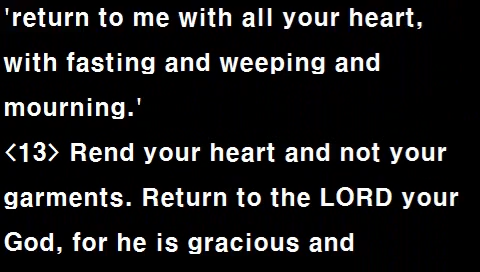 'return to me with all your heart,
with fasting and weeping and
mourning.'
<13> Rend your heart and not your
garments. Return to the LORD your
God, for he is gracious and